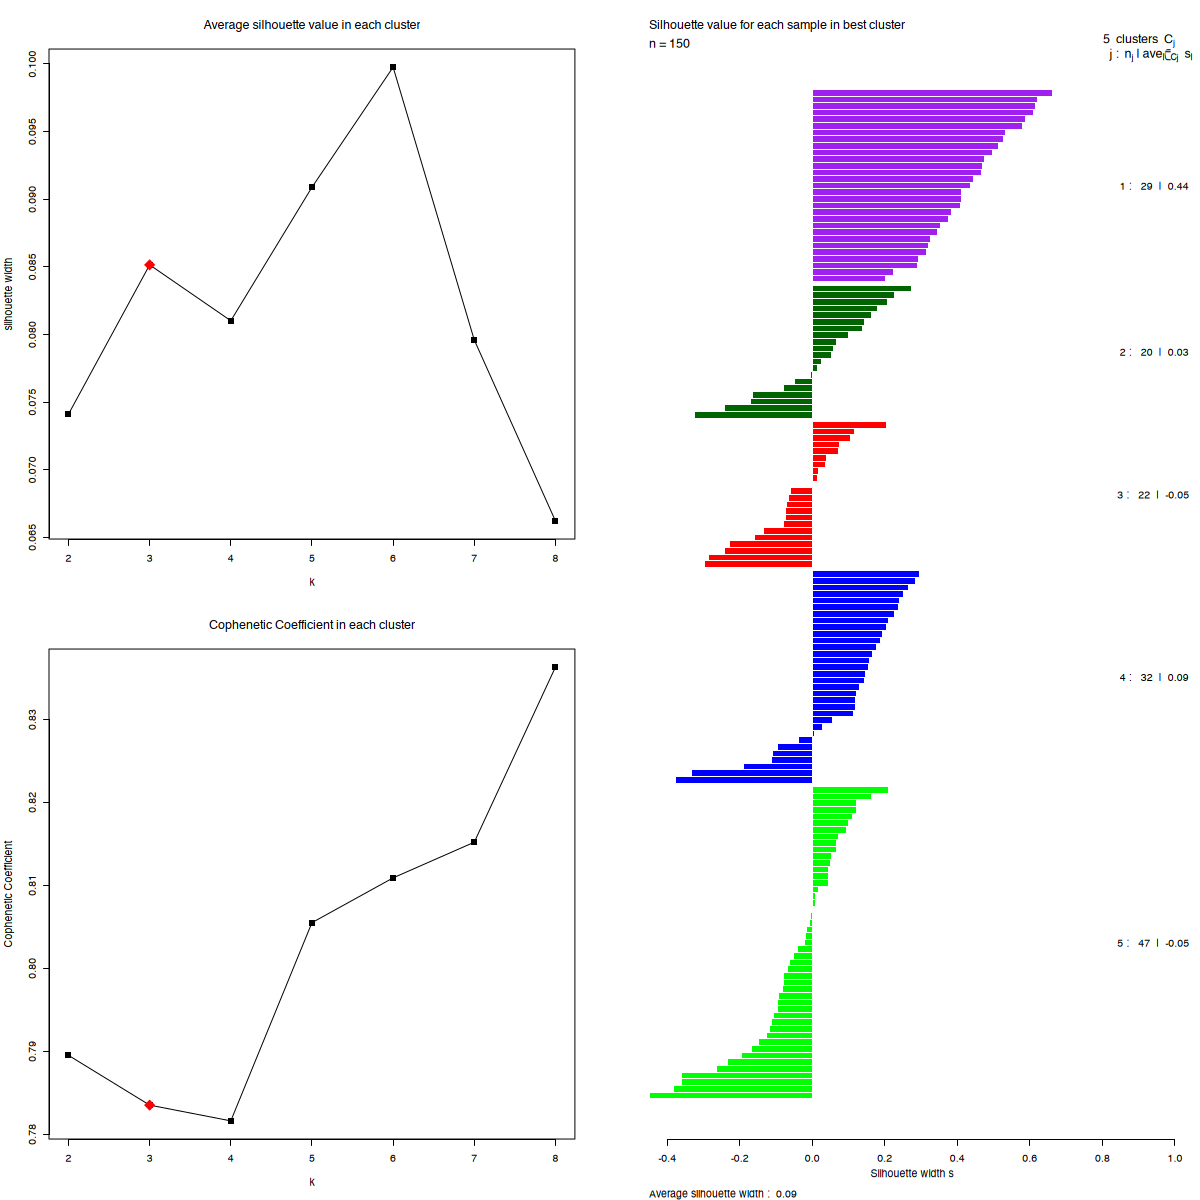 Average silhouette value in each cluster
silhouette width
0.100
0.095
0.090
0.085
0.080
0.075
0.070
0.065
2 3 4 5 6 7 8
k
Cophenetic Coefficient in each cluster
Cophenetic Coefficient
0.83
0.82
0.81
0.80
0.79
0.78
2 3 4 5 6 7 8
k
Silhouette value for each sample in best cluster
n = 150
5 clusters Cj
j : nj | avei∈Cj si
1 : 29 | 0.44
2 : 20 | 0.03
3 : 22 | -0.05
4 : 32 | 0.09
5 : 47 | -0.05
-0.4 -0.2 0.0 0.2 0.4 0.6 0.8 1.0
Silhouette width s
Average silhouette width : 0.09